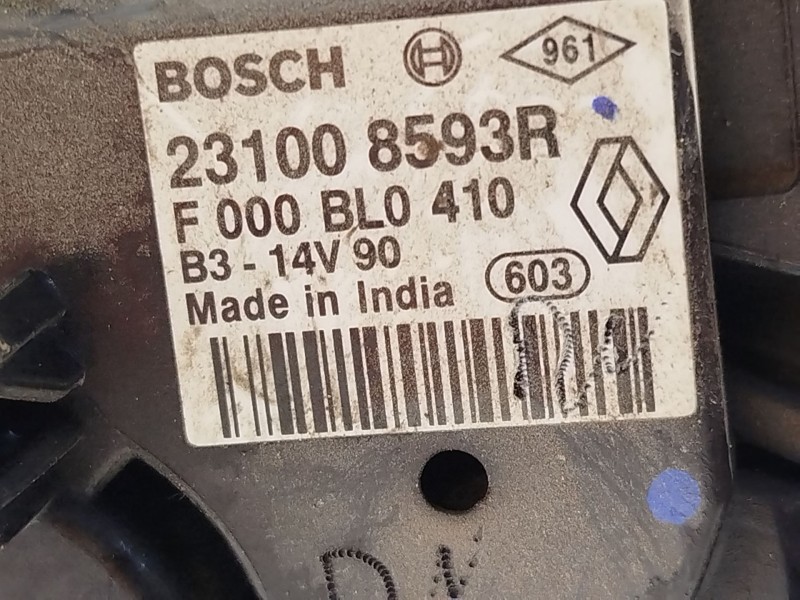 BOSCH 961
23100 8593R
F 000 BL0 410
B3 - 14V 90
Made in India 603